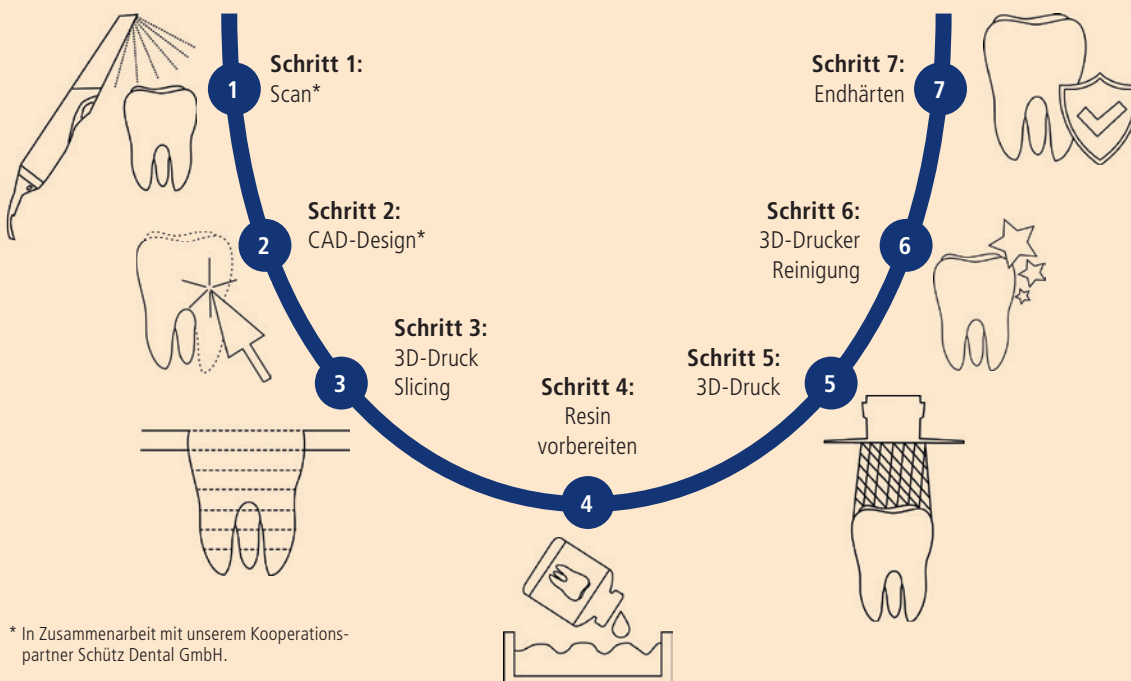 1
Schritt 1:
Scan*
2
Schritt 2:
CAD-Design*
3
Schritt 3:
3D-Druck
Slicing
4
Schritt 4:
Resin
vorbereiten
5
Schritt 5:
3D-Druck
6
Schritt 6:
3D-Drucker
Reinigung
7
Schritt 7:
Endhärten
* In Zusammenarbeit mit unserem Kooperations-
partner Schütz Dental GmbH.